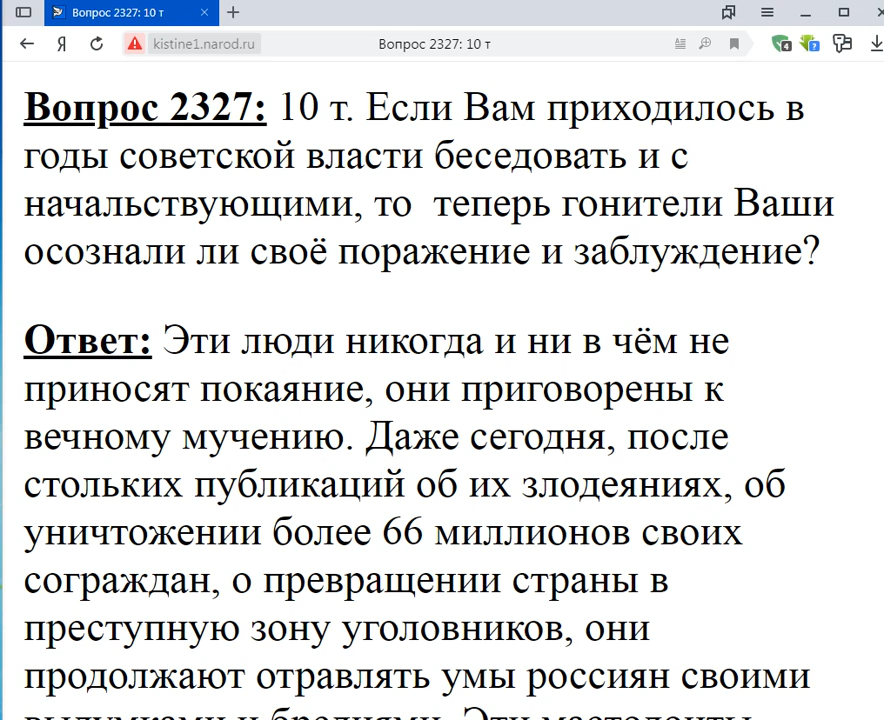 Вопрос 2327: 10 т
kistine1.narod.ru
Вопрос 2327: 10 т
Вопрос 2327: 10 т. Если Вам приходилось в
годы советской власти беседовать и с
начальствующими, то  теперь гонители Ваши
осознали ли своё поражение и заблуждение?
Ответ: Эти люди никогда и ни в чём не
приносят покаяние, они приговорены к
вечному мучению. Даже сегодня, после
стольких публикаций об их злодеяниях, об
уничтожении более 66 миллионов своих
сограждан, о превращении страны в
преступную зону уголовников, они
продолжают отравлять умы россиян своими